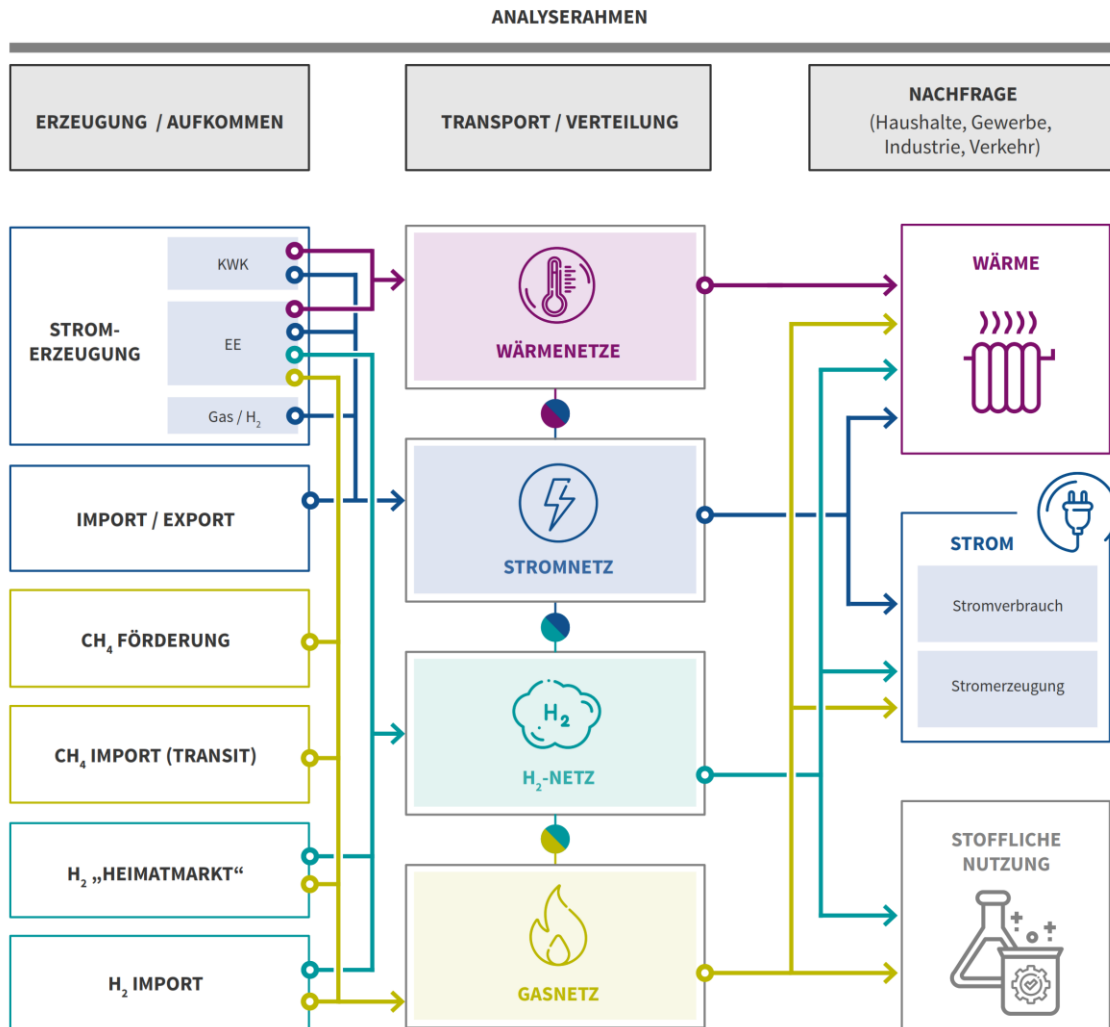 ANALYSERAHMEN
ERZEUGUNG / AUFKOMMEN
TRANSPORT / VERTEILUNG
NACHFRAGE
(Haushalte, Gewerbe,
Industrie, Verkehr)
STROM-
ERZEUGUNG
KWK
EE
Gas / H₂
IMPORT / EXPORT
CH₄ FÖRDERUNG
CH₄ IMPORT (TRANSIT)
H₂ „HEIMATMARKT“
H₂ IMPORT
WÄRMENETZE
STROMNETZ
H₂
H₂-NETZ
GASNETZ
WÄRME
STROM
Stromverbrauch
Stromerzeugung
STOFFLICHE
NUTZUNG